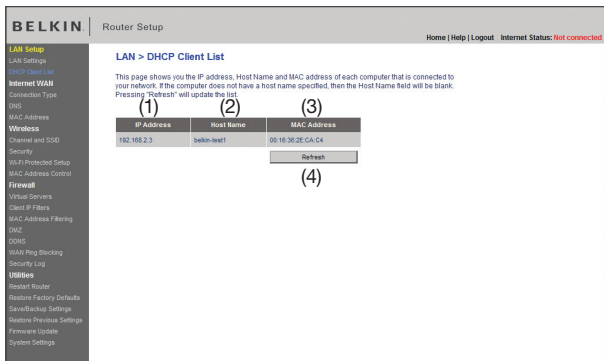 BELKIN.
Router Setup
Home | Help | Logout Internet Status: Not connected
LAN Setup
LAN Settings
DHCP Client List
Internet WAN
Connection Type
DNS
MAC Address
Wireless
Channel and SSID
Security
Wi-Fi Protected Setup
MAC Address Control
Firewall
Virtual Servers
Client IP Filters
MAC Address Filtering
DMZ
DDNS
WAN Ping Blocking
Security Log
Utilities
Restart Router
Restore Factory Defaults
Save/Backup Settings
Restore Previous Settings
Firmware Update
System Settings
LAN > DHCP Client List
This page shows you the IP address, Host Name and MAC address of each computer that is connected to
your network. If the computer does not have a host name specified, then the Host Name field will be blank.
Pressing "Refresh" will update the list.
(1) (2) (3)
IP Address Host Name MAC Address
192.168.2.3 belkin-test1 00:16:36:2E:CA:C4
Refresh
(4)